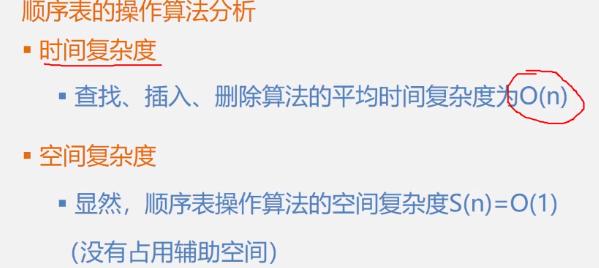 顺序表的操作算法分析
▪ 时间复杂度
▪ 查找、插入、删除算法的平均时间复杂度为O(n)
▪ 空间复杂度
▪ 显然，顺序表操作算法的空间复杂度S(n)=O(1)
（没有占用辅助空间）